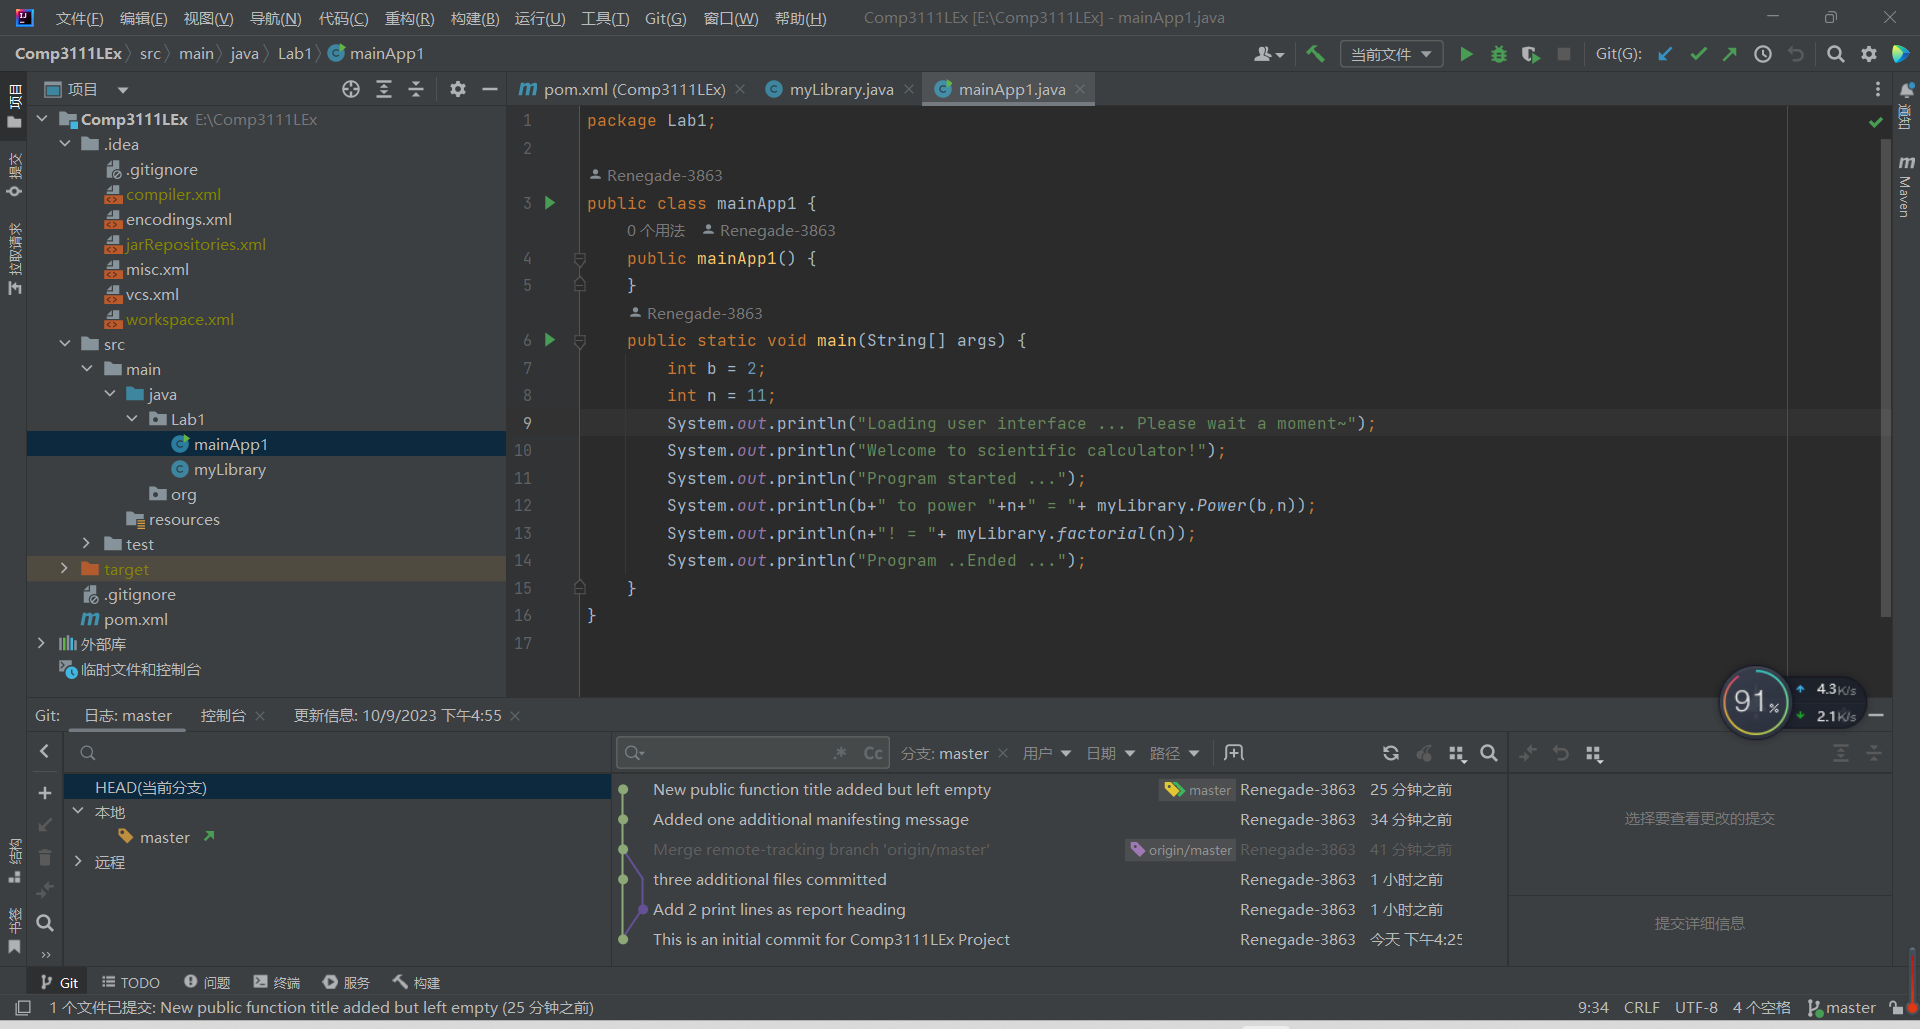 文件(F) 编辑(E) 视图(V) 导航(N) 代码(C) 重构(R) 构建(B) 运行(U) 工具(T) Git(G) 窗口(W) 帮助(H) Comp3111LEx [E:\Comp3111LEx] - mainApp1.java
Comp3111LEx src main java Lab1 mainApp1 当前文件 Git(G):
项目 pom.xml (Comp3111LEx) myLibrary.java mainApp1.java
项目
提交
拉取请求
结构
书签
通知
Maven
Comp3111LEx E:\Comp3111LEx
.idea
.gitignore
compiler.xml
encodings.xml
jarRepositories.xml
misc.xml
vcs.xml
workspace.xml
src
main
java
Lab1
mainApp1
myLibrary
org
resources
test
target
.gitignore
pom.xml
外部库
临时文件和控制台
1 package Lab1;
2
Renegade-3863
3 public class mainApp1 {
0 个用法 Renegade-3863
4 public mainApp1() {
5 }
Renegade-3863
6 public static void main(String[] args) {
7 int b = 2;
8 int n = 11;
9 System.out.println("Loading user interface ... Please wait a moment~");
10 System.out.println("Welcome to scientific calculator!");
11 System.out.println("Program started ...");
12 System.out.println(b+" to power "+n+" = "+ myLibrary.Power(b,n));
13 System.out.println(n+"! = "+ myLibrary.factorial(n));
14 System.out.println("Program ..Ended ...");
15 }
16 }
17
91% 4.3K/s
2.1K/s
Git: 日志: master 控制台 更新信息: 10/9/2023 下午4:55
.* Cc 分支: master 用户 日期 路径
HEAD(当前分支)
本地
master
远程
New public function title added but left empty master Renegade-3863 25 分钟之前
Added one additional manifesting message Renegade-3863 34 分钟之前
Merge remote-tracking branch 'origin/master' origin/master Renegade-3863 41 分钟之前
three additional files committed Renegade-3863 1 小时之前
Add 2 print lines as report heading Renegade-3863 1 小时之前
This is an initial commit for Comp3111LEx Project Renegade-3863 今天 下午4:25
选择要查看更改的提交
提交详细信息
Git TODO 问题 终端 服务 构建
1 个文件已提交: New public function title added but left empty (25 分钟之前) 9:34 CRLF UTF-8 4 个空格 master